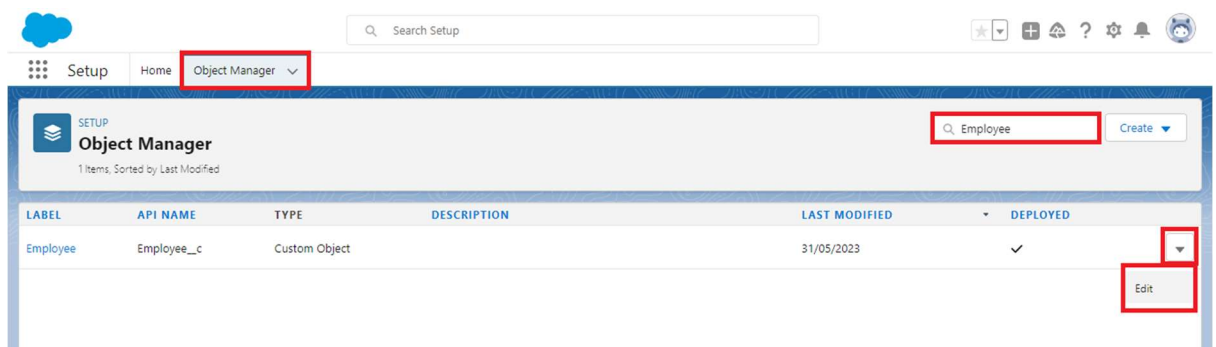 Search Setup
Setup Home Object Manager
SETUP
Object Manager
1 Items, Sorted by Last Modified
Employee
Create
LABEL API NAME TYPE DESCRIPTION LAST MODIFIED DEPLOYED
Employee Employee__c Custom Object 31/05/2023
Edit